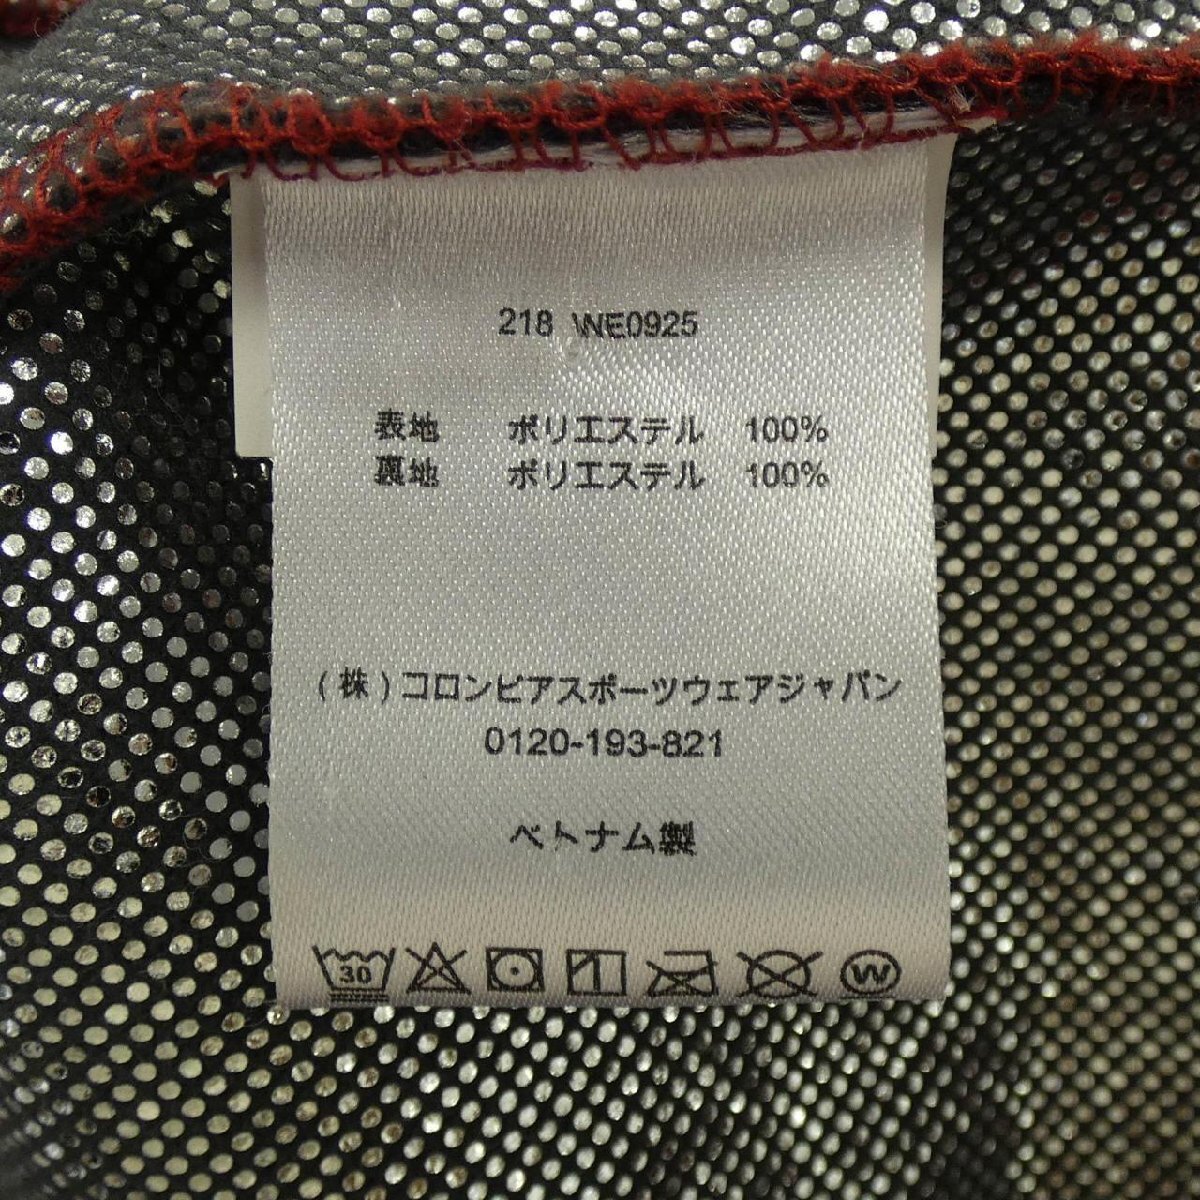 218 WE0925
表地 ポリエステル 100%
裏地 ポリエステル 100%
(株)コロンビアスポーツウェアジャパン
0120-193-821
ベトナム製
30 W